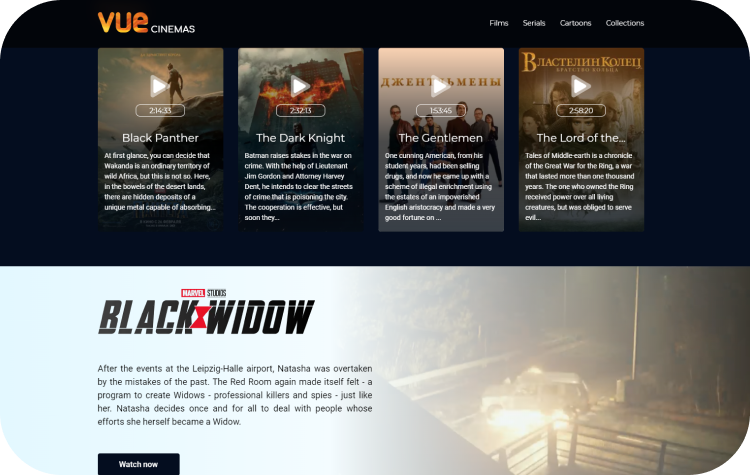 vue CINEMAS
Films Serials Cartoons Collections
2:14:33
Black Panther
At first glance, you can decide that
Wakanda is an ordinary territory of
wild Africa, but this is not so. Here,
in the bowels of the desert lands,
there are hidden deposits of a
unique metal capable of absorbing...
2:32:13
The Dark Knight
Batman raises stakes in the war on
crime. With the help of Lieutenant
Jim Gordon and Attorney Harvey
Dent, he intends to clear the streets
of crime that is poisoning the city.
The cooperation is effective, but
soon they...
ДЖЕНТЛЬМЕНЫ
1:53:45
The Gentlemen
One cunning American, from his
student years, had been selling
drugs, and now he came up with a
scheme of illegal enrichment using
the estates of an impoverished
English aristocracy and made a very
good fortune on ...
ВЛАСТЕЛИН КОЛЕЦ
БРАТСТВО КОЛЬЦА
2:58:20
The Lord of the...
Tales of Middle-earth is a chronicle
of the Great War for the Ring, a war
that lasted more than one thousand
years. The one who owned the Ring
received power over all living
creatures, but was obliged to serve
evil...
MARVEL STUDIOS
BLACK WIDOW
After the events at the Leipzig-Halle airport, Natasha was overtaken
by the mistakes of the past. The Red Room again made itself felt - a
program to create Widows - professional killers and spies - just like
her. Natasha decides once and for all to deal with people whose
efforts she herself became a Widow.
Watch now